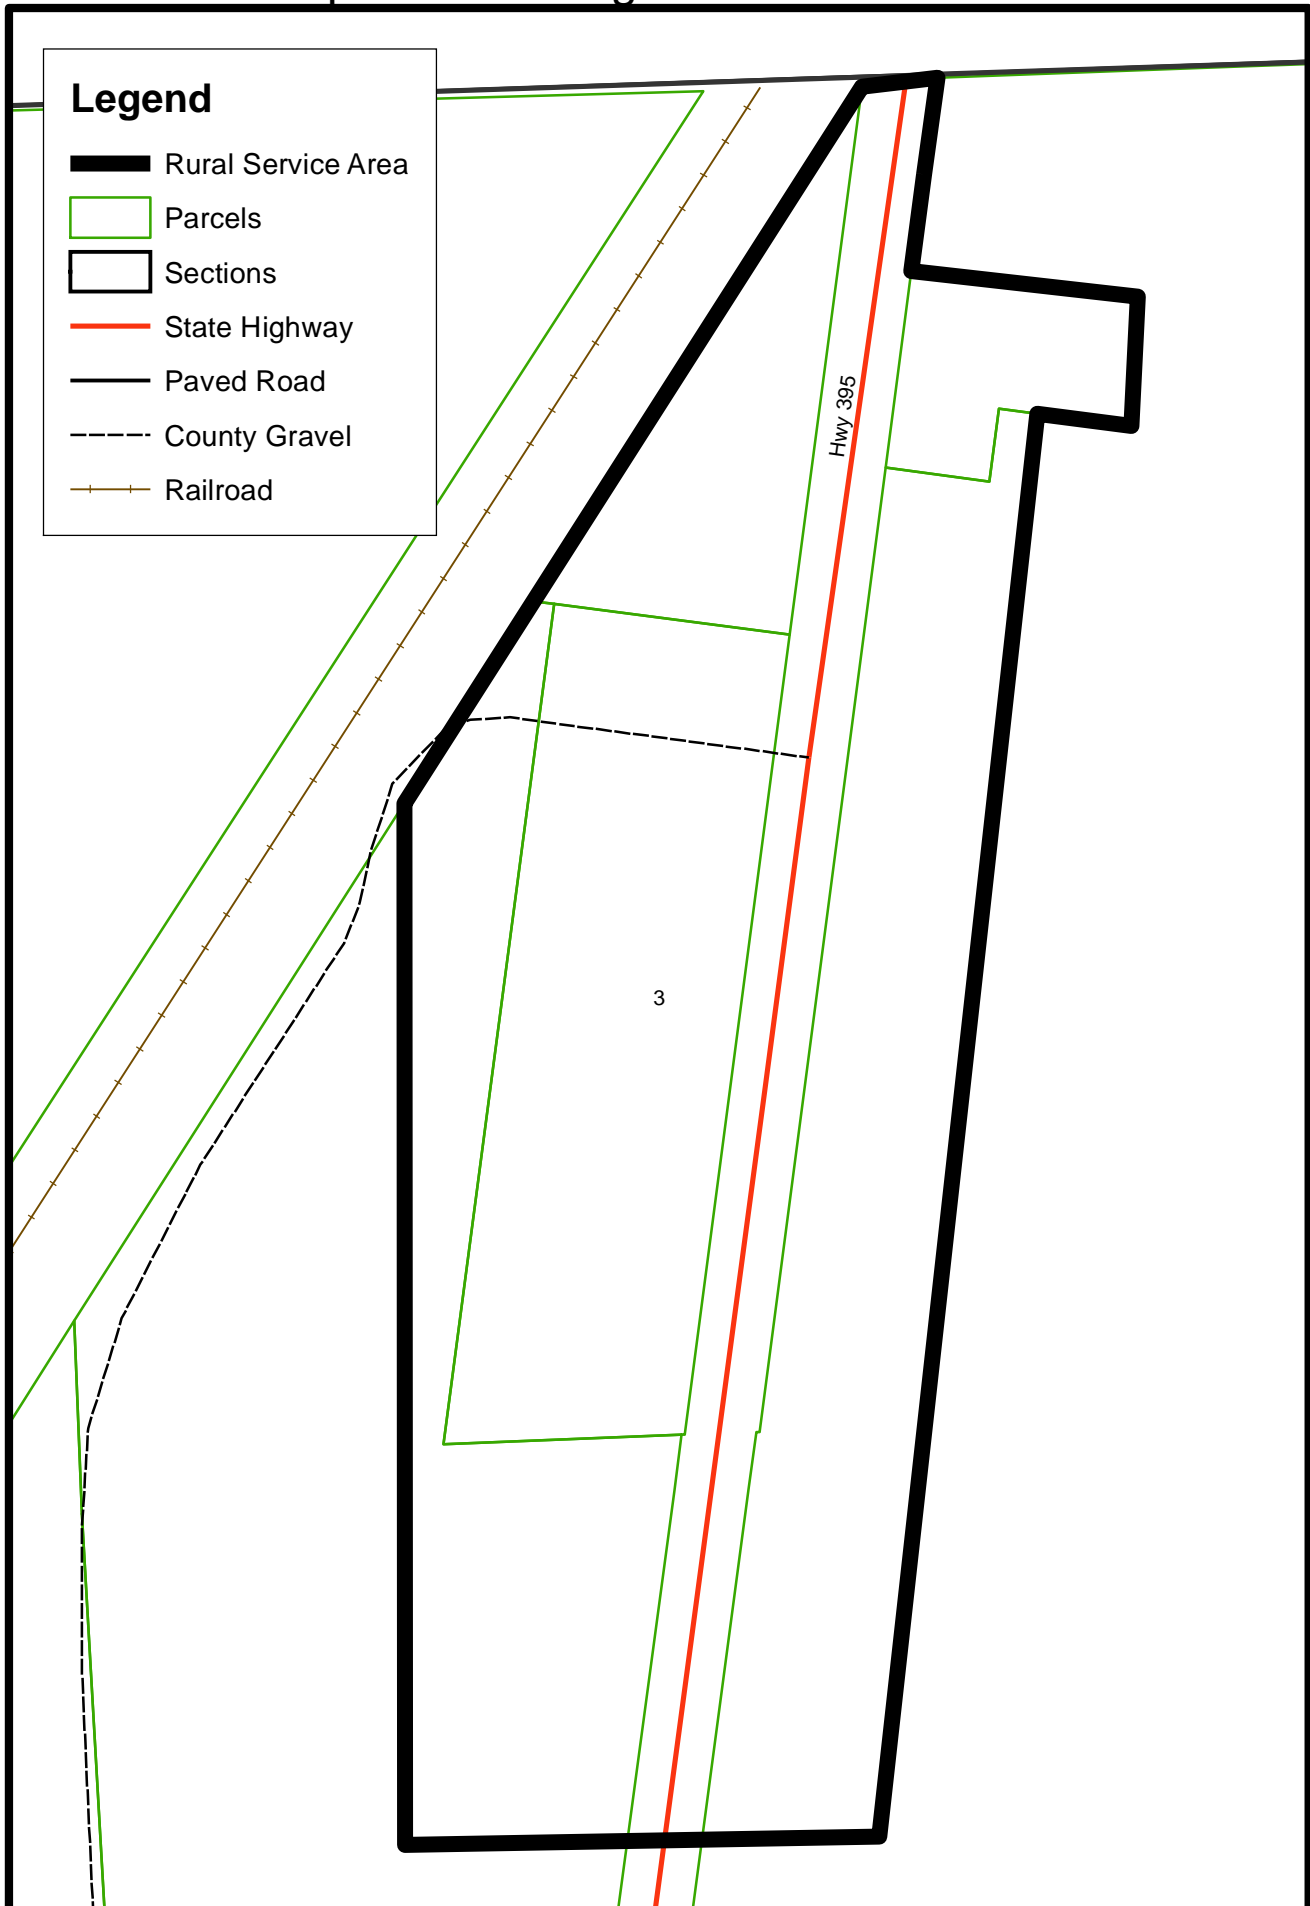 Legend
Rural Service Area
Parcels
Sections
State Highway
Paved Road
County Gravel
Railroad
Hwy 395
3